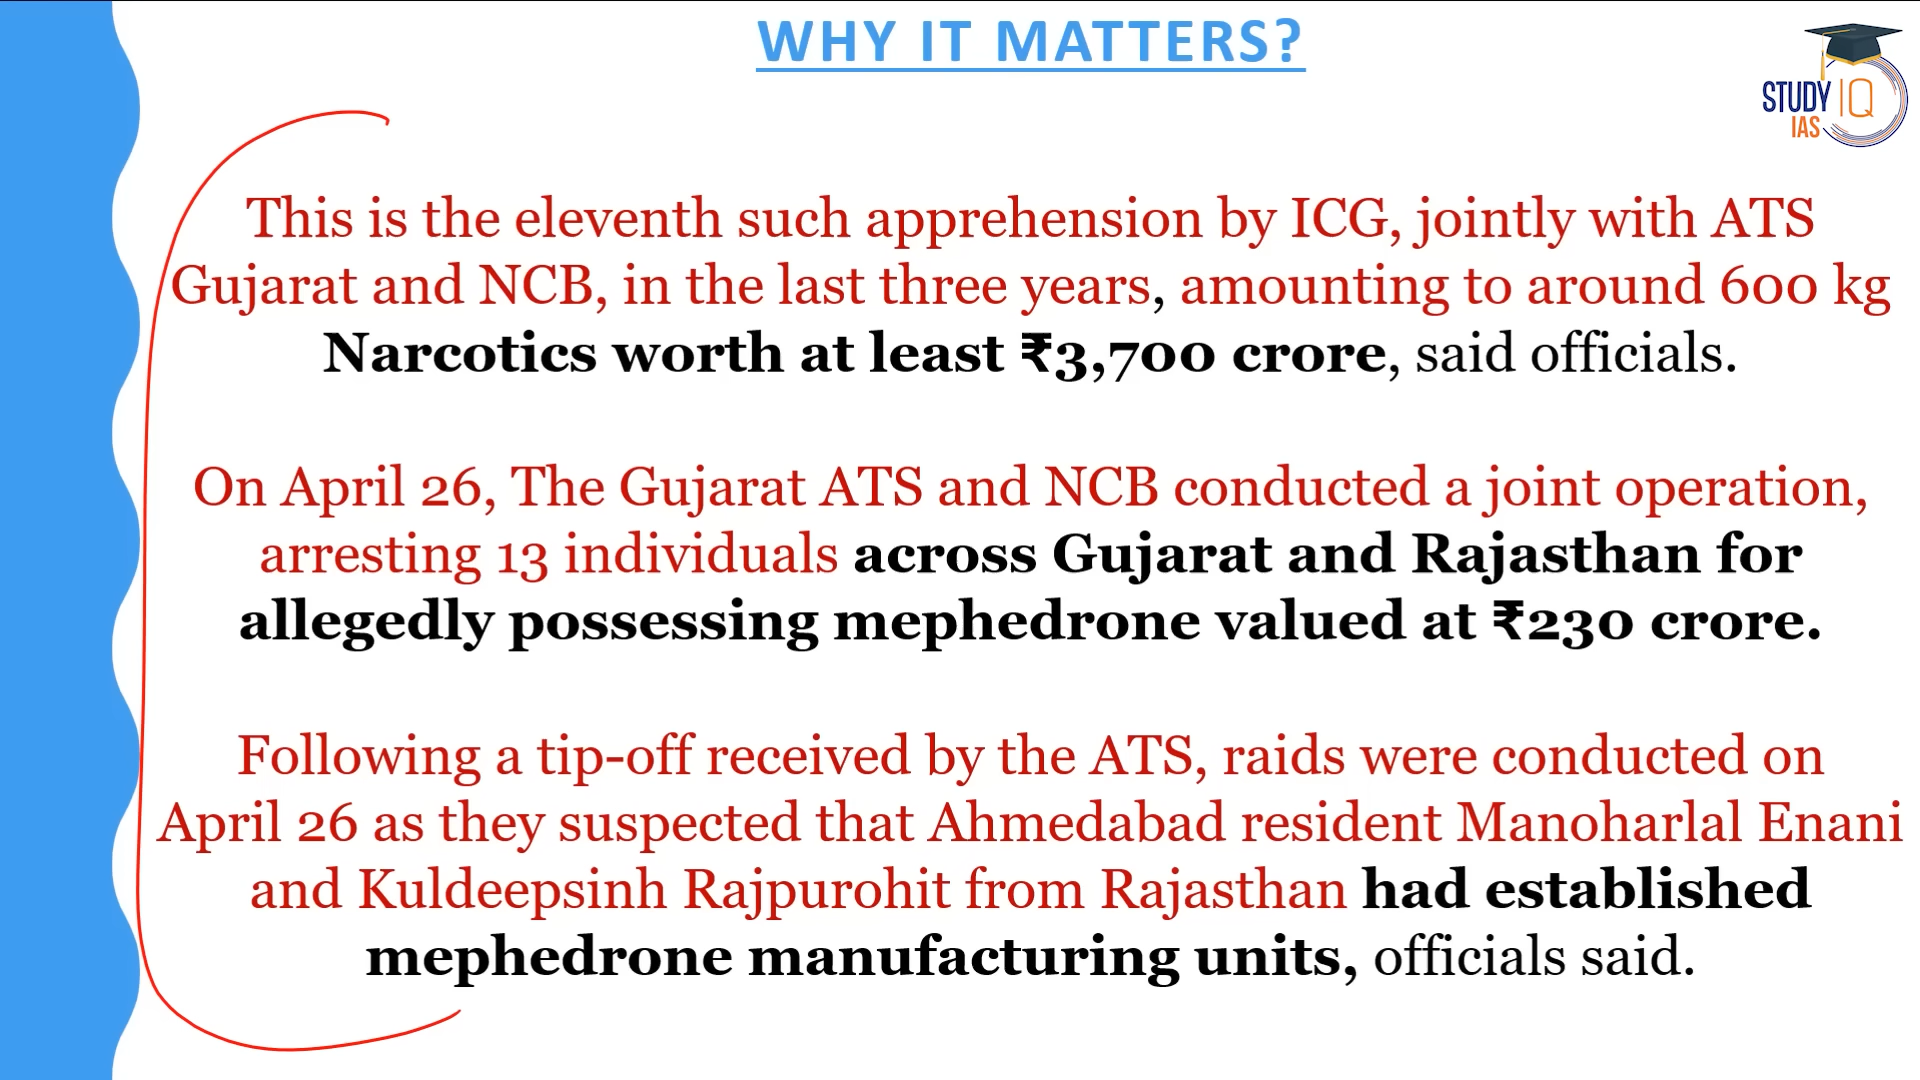 WHY IT MATTERS?
STUDY IQ
IAS
This is the eleventh such apprehension by ICG, jointly with ATS
Gujarat and NCB, in the last three years, amounting to around 600 kg
Narcotics worth at least ₹3,700 crore, said officials.
On April 26, The Gujarat ATS and NCB conducted a joint operation,
arresting 13 individuals across Gujarat and Rajasthan for
allegedly possessing mephedrone valued at ₹230 crore.
Following a tip-off received by the ATS, raids were conducted on
April 26 as they suspected that Ahmedabad resident Manoharlal Enani
and Kuldeepsinh Rajpurohit from Rajasthan had established
mephedrone manufacturing units, officials said.